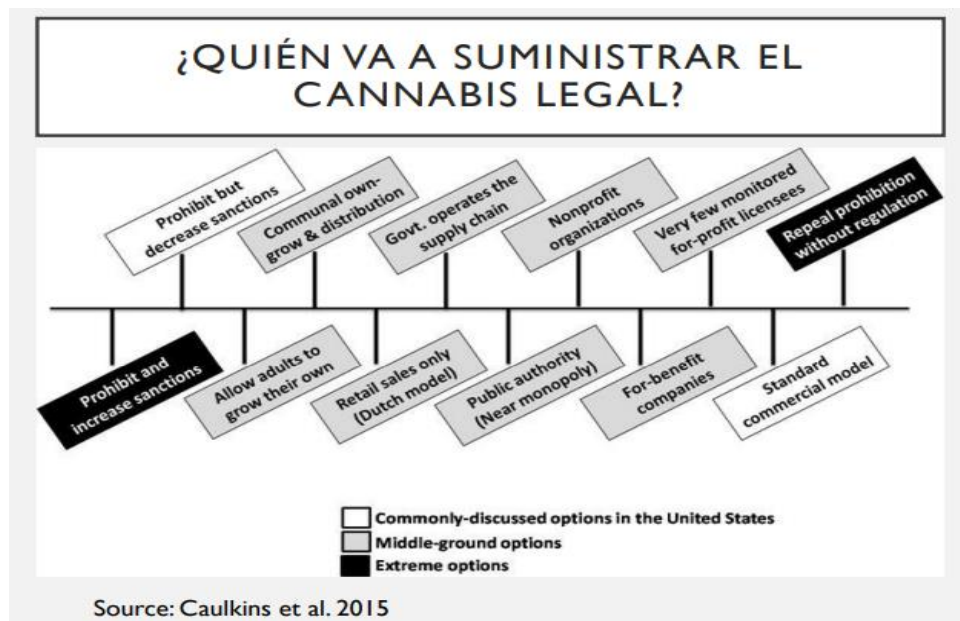 ¿QUIÉN VA A SUMINISTRAR EL
CANNABIS LEGAL?
Prohibit but
decrease sanctions
Communal own-
grow & distribution
Govt. operates the
supply chain
Nonprofit
organizations
Very few monitored
for-profit licensees
Repeal prohibition
without regulation
Prohibit and
increase sanctions
Allow adults to
grow their own
Retail sales only
(Dutch model)
Public authority
(Near monopoly)
For-benefit
companies
Standard
commercial model
Commonly-discussed options in the United States
Middle-ground options
Extreme options
Source: Caulkins et al. 2015